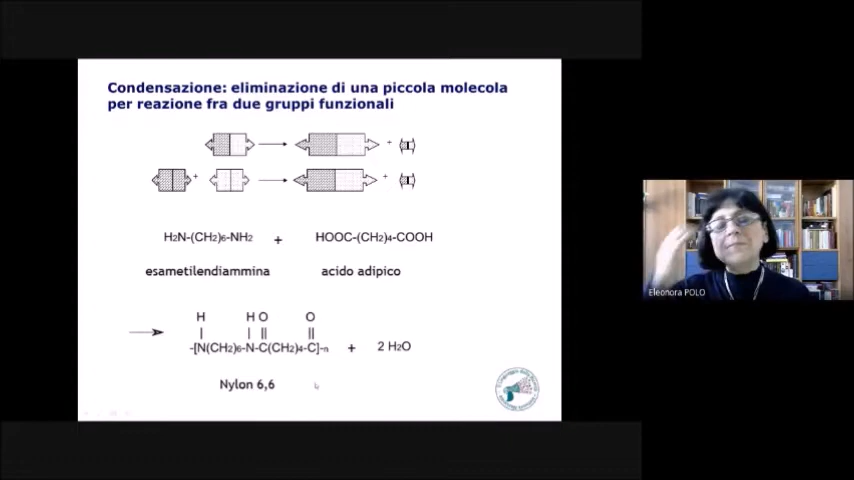 Condensazione: eliminazione di una piccola molecola
per reazione fra due gruppi funzionali
+
+
+
H2N-(CH2)6-NH2 + HOOC-(CH2)4-COOH
esametilendiammina acido adipico
H H O O
-[N(CH2)6-N-C(CH2)4-C]-n + 2 H2O
Nylon 6,6
Eleonora POLO